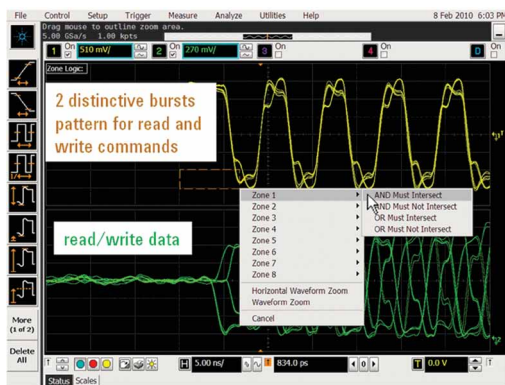 File Control Setup Trigger Measure Analyze Utilities Help 8 Feb 2010 6:03 PM
Drag mouse to outline zoom area.
5.00 GSa/s 1.00 kpts
1 On 510 mV/ 2 On 270 mV/ 3 On 4 On D On
Zone Logic:
2 distinctive bursts
pattern for read and
write commands
Zone 1 AND Must Intersect
Zone 2 AND Must Not Intersect
Zone 3 OR Must Intersect
Zone 4 OR Must Not Intersect
Zone 5
Zone 6
Zone 7
Zone 8
Horizontal Waveform Zoom
Waveform Zoom
Cancel
read/write data
More
(1 of 2)
Delete
All
H 5.00 ns/ 834.0 ps 0 T 0.0 V
Status Scales